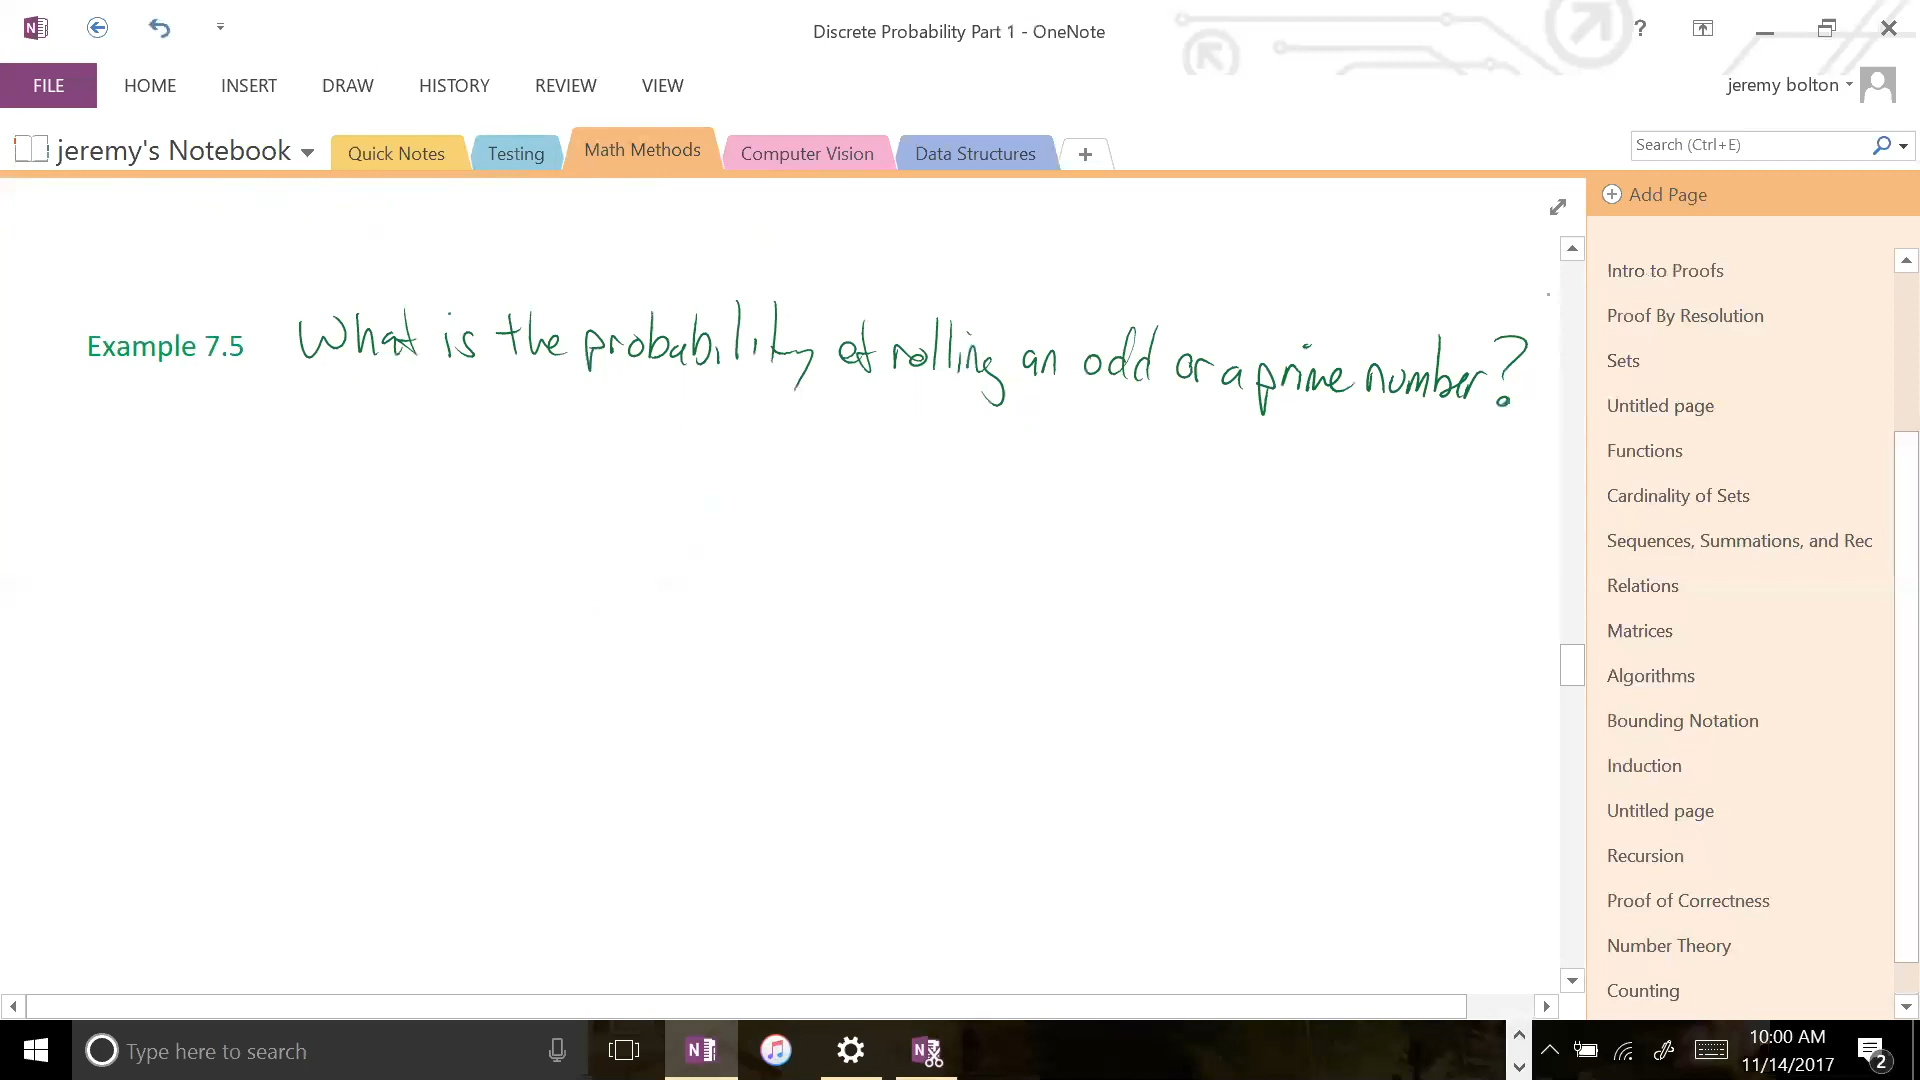 Discrete Probability Part 1 - OneNote
?
FILE HOME INSERT DRAW HISTORY REVIEW VIEW
jeremy bolton
jeremy's Notebook Quick Notes Testing Math Methods Computer Vision Data Structures +
Search (Ctrl+E)
Add Page
Example 7.5 What is the probability of rolling an odd or a prime number?
Intro to Proofs
Proof By Resolution
Sets
Untitled page
Functions
Cardinality of Sets
Sequences, Summations, and Rec
Relations
Matrices
Algorithms
Bounding Notation
Induction
Untitled page
Recursion
Proof of Correctness
Number Theory
Counting
Type here to search
10:00 AM
11/14/2017
2